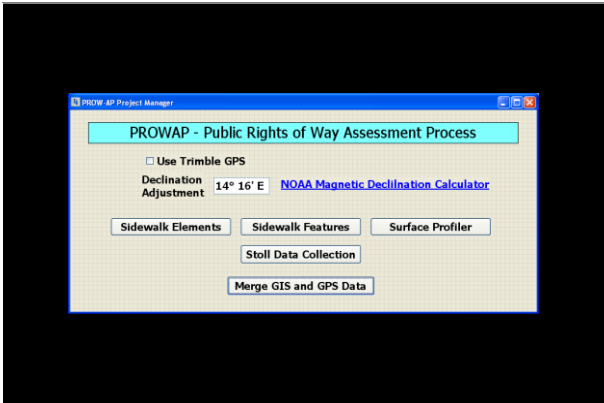 PROW-AP Project Manager
PROWAP - Public Rights of Way Assessment Process
Use Trimble GPS
Declination
Adjustment
14° 16' E
NOAA Magnetic Declilnation Calculator
Sidewalk Elements
Sidewalk Features
Surface Profiler
Stoll Data Collection
Merge GIS and GPS Data